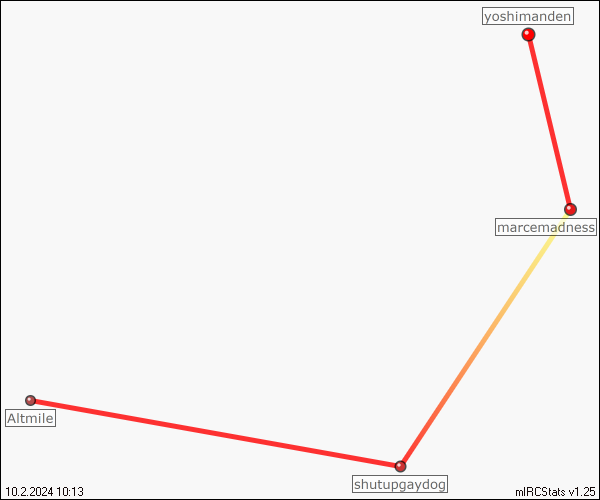 yoshimanden
marcemadness
Altmile
shutupgaydog
10.2.2024 10:13
mIRCStats v1.25